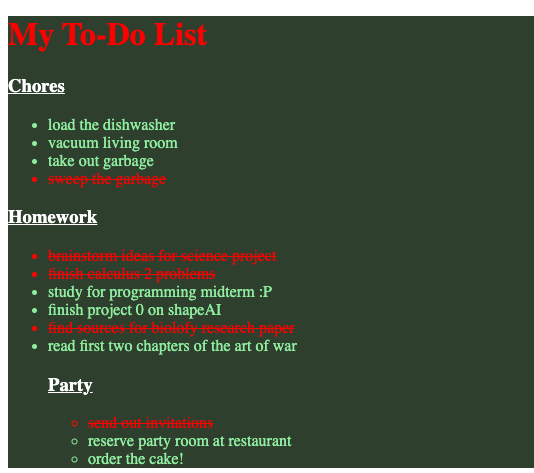 My To-Do List
Chores
load the dishwasher
vacuum living room
take out garbage
sweep the garbage
Homework
brainstorm ideas for science project
finish calculus 2 problems
study for programming midterm :P
finish project 0 on shapeAI
find sources for biolofy research paper
read first two chapters of the art of war
Party
send out invitations
reserve party room at restaurant
order the cake!